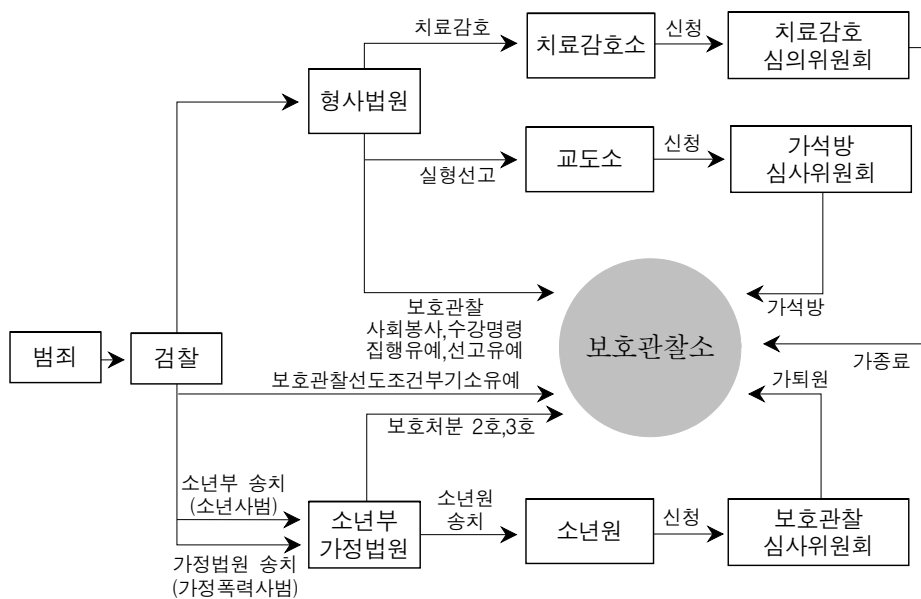 치료감호
치료감호소
신청
치료감호
심의위원회
형사법원
실형선고
교도소
신청
가석방
심사위원회
보호관찰
사회봉사,수강명령
집행유예,선고유예
가석방
범죄
검찰
보호관찰소
가종료
보호관찰선도조건부기소유예
가퇴원
보호처분 2호,3호
소년부 송치
(소년사범)
소년부
가정법원
소년원
송치
소년원
신청
보호관찰
심사위원회
가정법원 송치
(가정폭력사범)